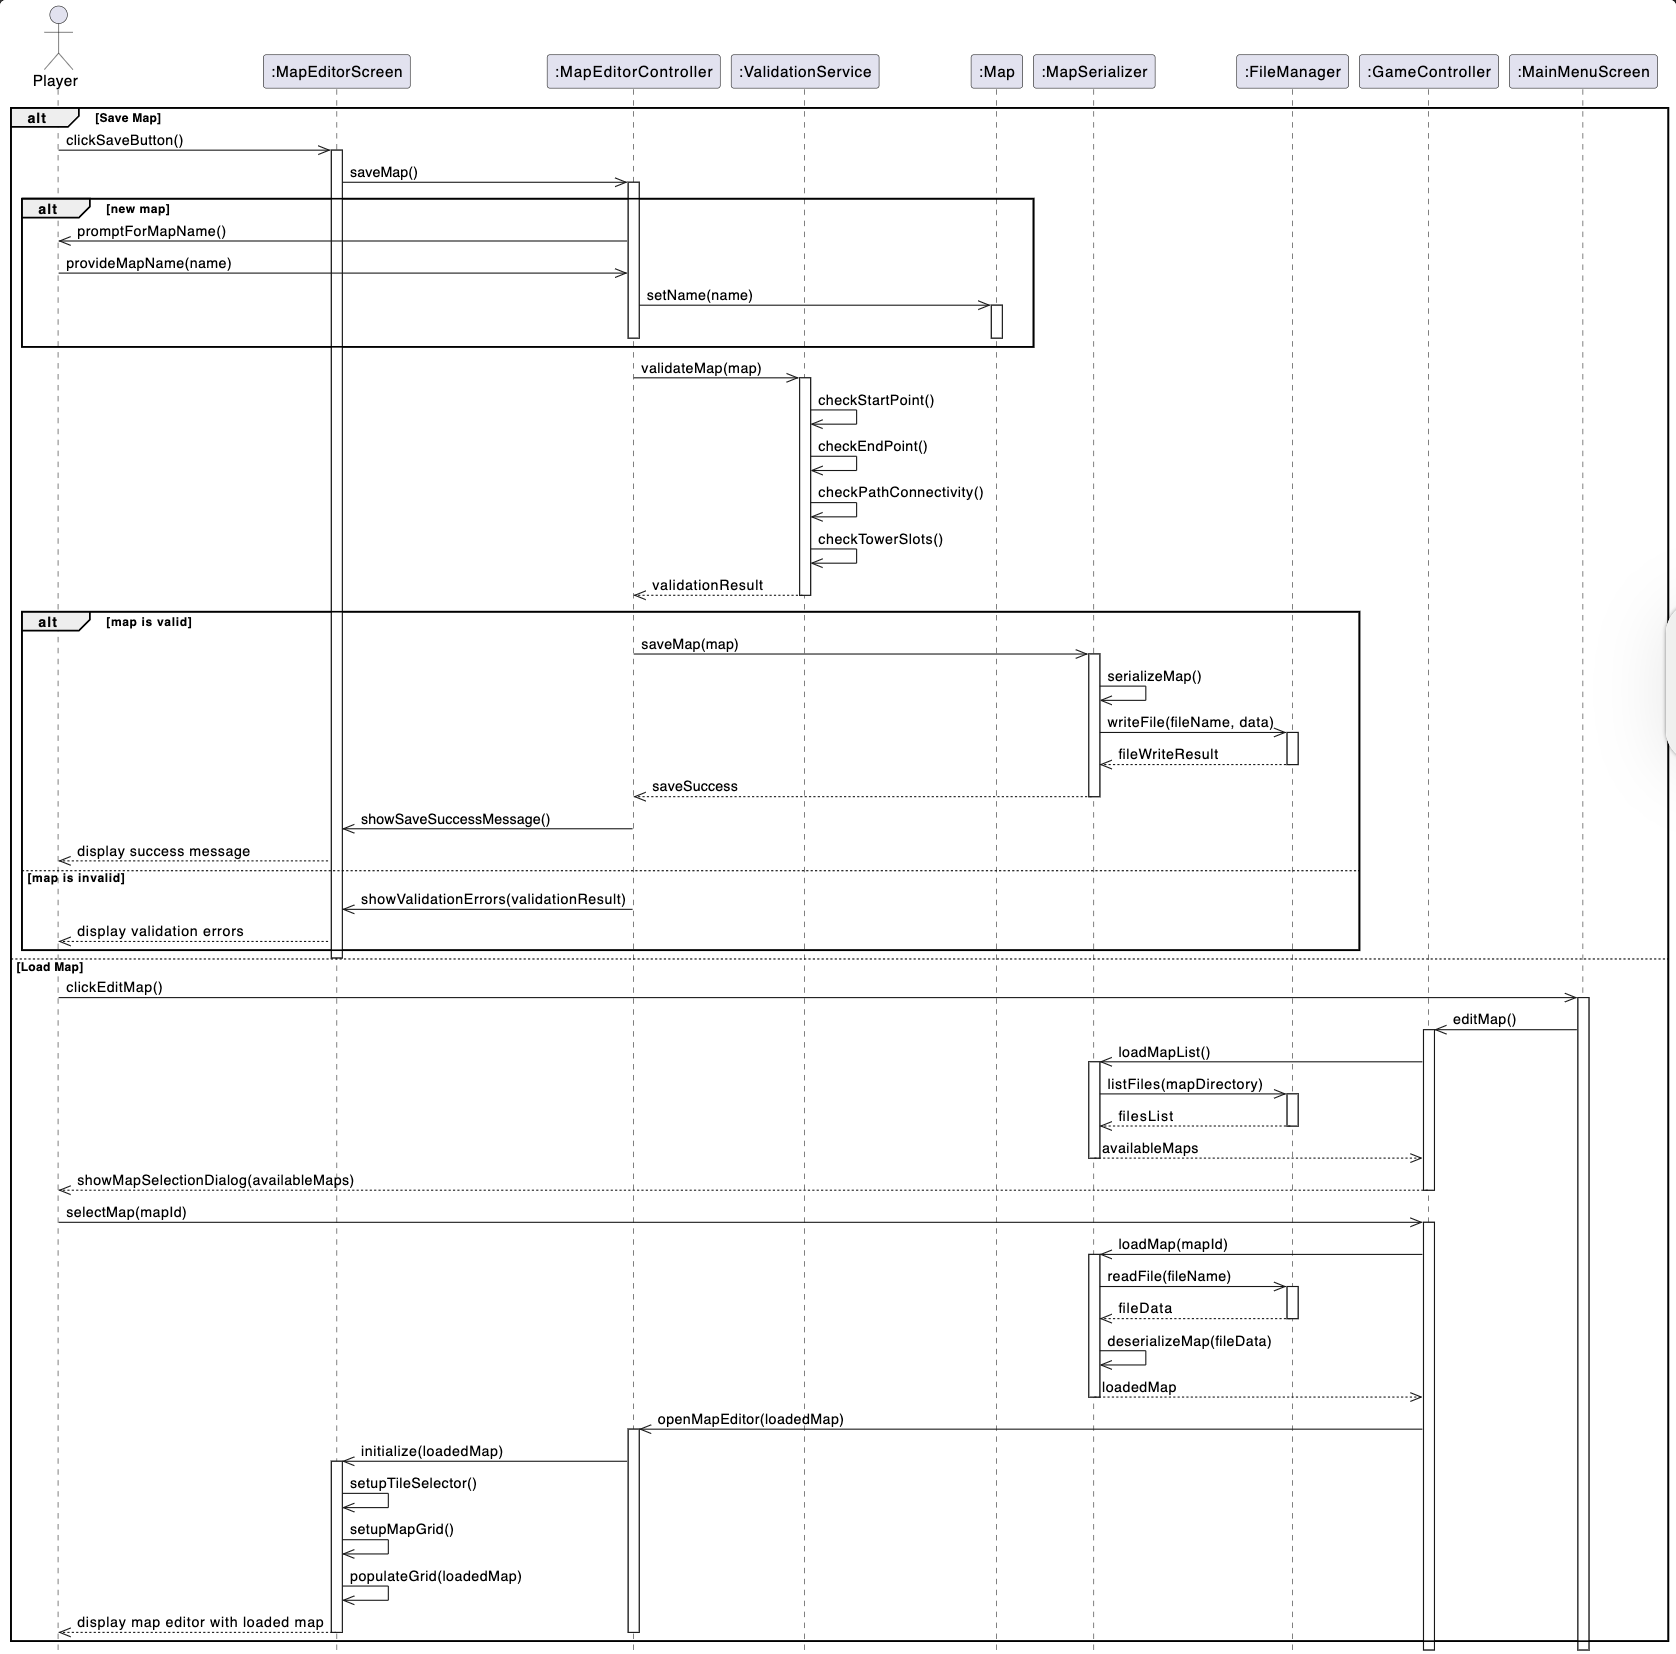 Player
:MapEditorScreen
:MapEditorController
:ValidationService
:Map
:MapSerializer
:FileManager
:GameController
:MainMenuScreen
alt [Save Map]
clickSaveButton()
saveMap()
alt [new map]
promptForMapName()
provideMapName(name)
setName(name)
validateMap(map)
checkStartPoint()
checkEndPoint()
checkPathConnectivity()
checkTowerSlots()
validationResult
alt [map is valid]
saveMap(map)
serializeMap()
writeFile(fileName, data)
fileWriteResult
saveSuccess
showSaveSuccessMessage()
display success message
[map is invalid]
showValidationErrors(validationResult)
display validation errors
[Load Map]
clickEditMap()
editMap()
loadMapList()
listFiles(mapDirectory)
filesList
availableMaps
showMapSelectionDialog(availableMaps)
selectMap(mapId)
loadMap(mapId)
readFile(fileName)
fileData
deserializeMap(fileData)
loadedMap
openMapEditor(loadedMap)
initialize(loadedMap)
setupTileSelector()
setupMapGrid()
populateGrid(loadedMap)
display map editor with loaded map